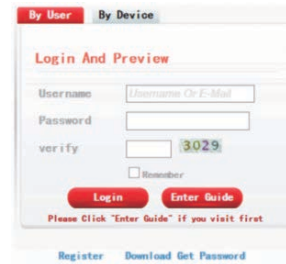 By User By Device
Login And Preview
Username Username Or E-Mail
Password
verify 3029
Remember
Login Enter Guide
Please Click "Enter Guide" if you visit first
Register Download Get Password